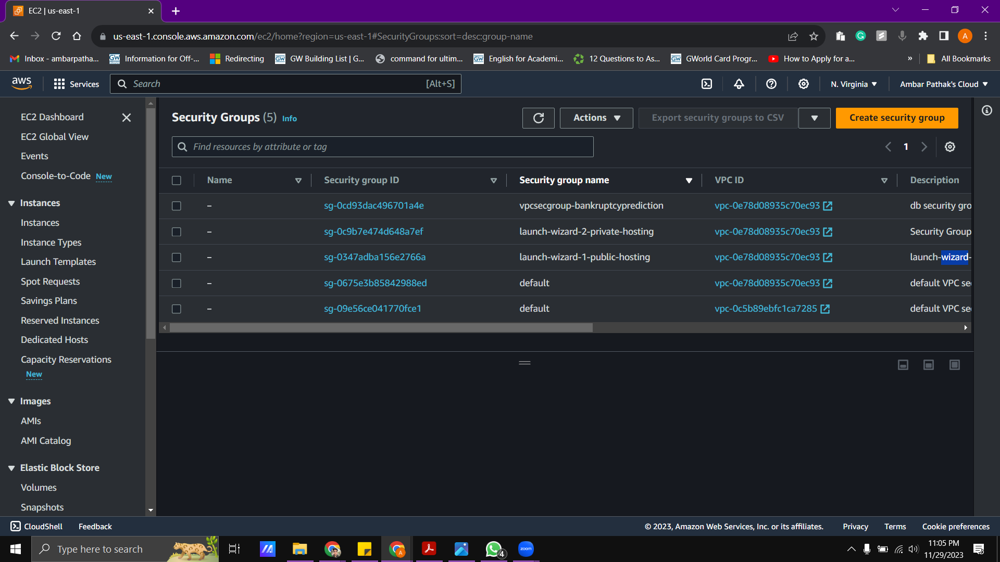 EC2 | us-east-1
us-east-1.console.aws.amazon.com/ec2/home?region=us-east-1#SecurityGroups:sort=desc:group-name
Inbox - ambarpatha... Information for Off-... Redirecting GW Building List | G... command for ultim... English for Academi... 12 Questions to As... GWorld Card Progr... How to Apply for a... » All Bookmarks
aws Services Search [Alt+S] N. Virginia Ambar Pathak's Cloud
EC2 Dashboard
EC2 Global View
Events
Console-to-Code New
Instances
Instances
Instance Types
Launch Templates
Spot Requests
Savings Plans
Reserved Instances
Dedicated Hosts
Capacity Reservations
New
Images
AMIs
AMI Catalog
Elastic Block Store
Volumes
Snapshots
Security Groups (5) Info Actions Export security groups to CSV Create security group
Find resources by attribute or tag 1
Name Security group ID Security group name VPC ID Description
– sg-0cd93dac496701a4e vpcsecgroup-bankruptcyprediction vpc-0e78d08935c70ec93 db security gro
– sg-0c9b7e474d648a7ef launch-wizard-2-private-hosting vpc-0e78d08935c70ec93 Security Group
– sg-0347adba156e2766a launch-wizard-1-public-hosting vpc-0e78d08935c70ec93 launch-wizard-
– sg-0675e3b85842988ed default vpc-0e78d08935c70ec93 default VPC se
– sg-09e56ce041770fce1 default vpc-0c5b89ebfc1ca7285 default VPC se
CloudShell Feedback © 2023, Amazon Web Services, Inc. or its affiliates. Privacy Terms Cookie preferences
Type here to search A 4 zoom 11:05 PM
11/29/2023